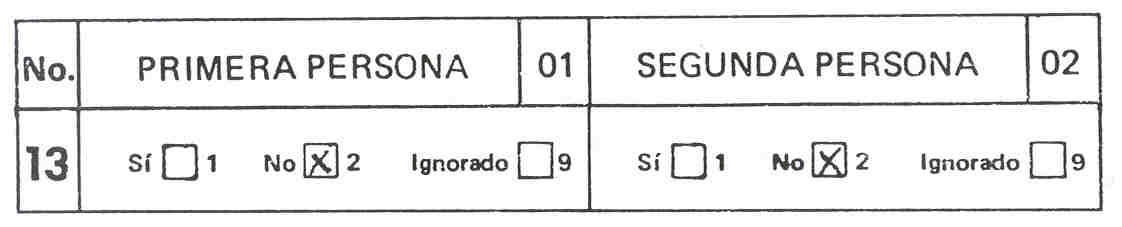 No. PRIMERA PERSONA 01 SEGUNDA PERSONA 02
13 Sí ☐ 1 No ☒ 2 Ignorado ☐ 9 Sí ☐ 1 No ☒ 2 Ignorado ☐ 9